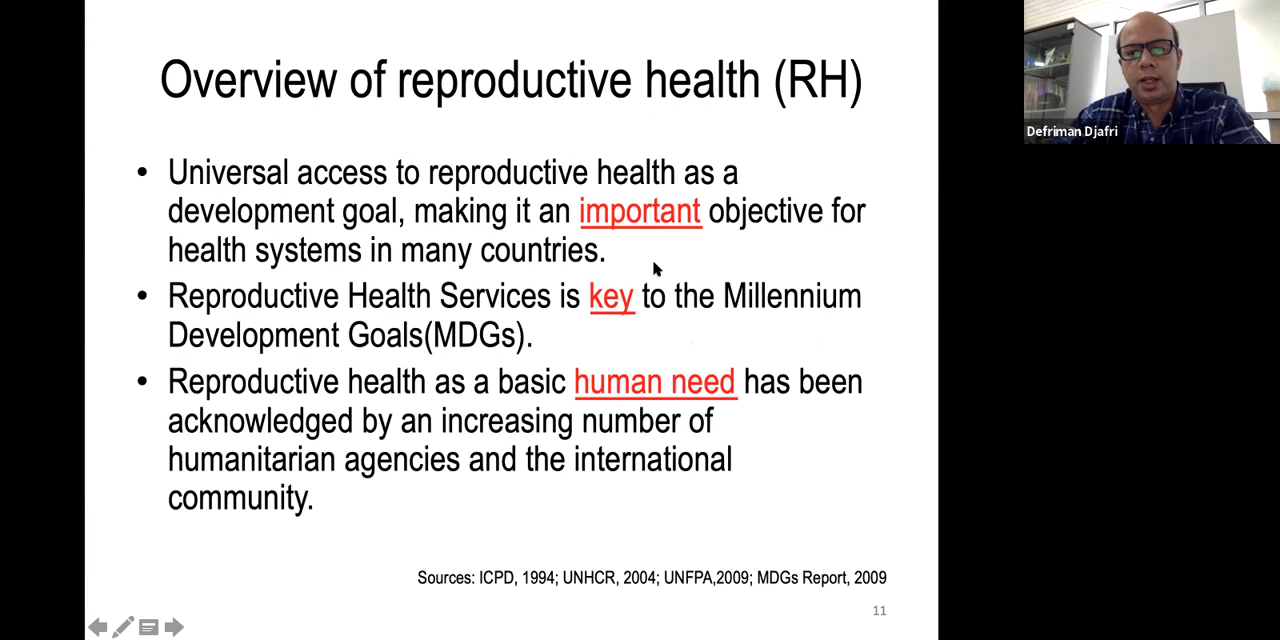 Overview of reproductive health (RH)
• Universal access to reproductive health as a
development goal, making it an important objective for
health systems in many countries.
• Reproductive Health Services is key to the Millennium
Development Goals(MDGs).
• Reproductive health as a basic human need has been
acknowledged by an increasing number of
humanitarian agencies and the international
community.
Sources: ICPD, 1994; UNHCR, 2004; UNFPA,2009; MDGs Report, 2009
11
Defriman Djafri